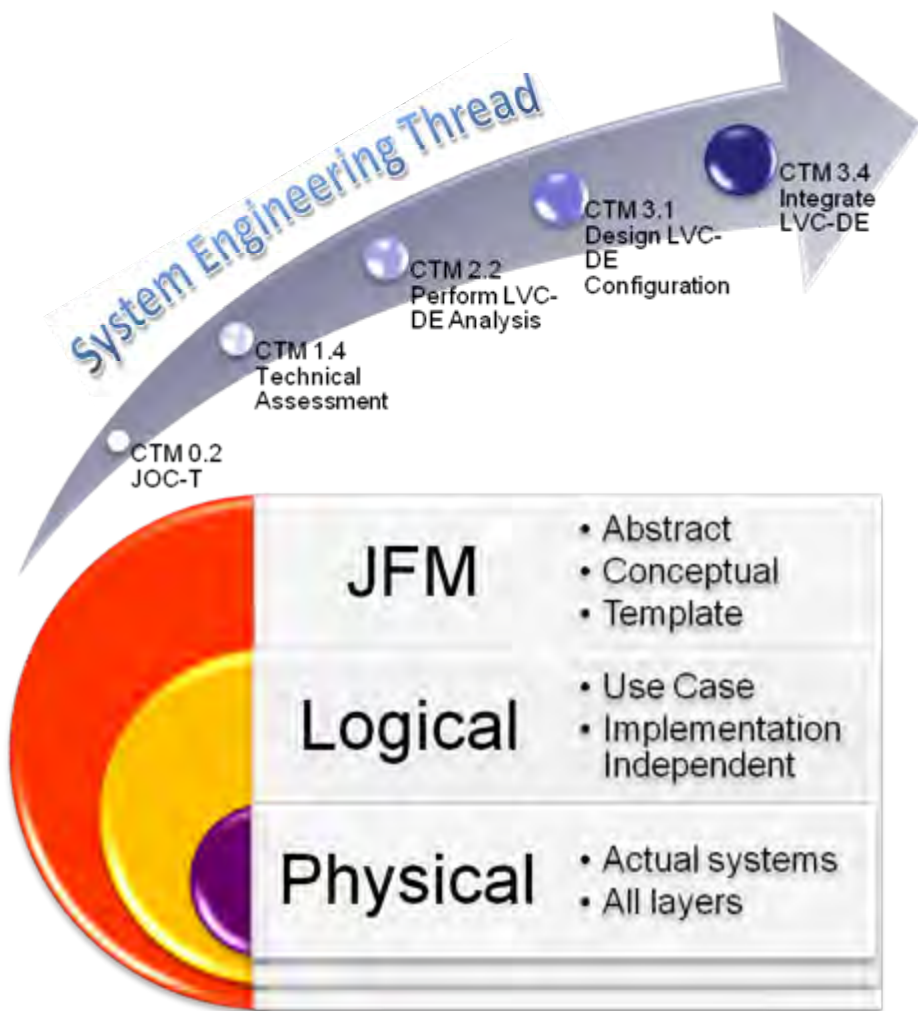 System Engineering Thread
CTM 3.4
Integrate
LVC-DE
CTM 3.1
Design LVC-
DE
Configuration
CTM 2.2
Perform LVC-
DE Analysis
CTM 1.4
Technical
Assessment
CTM 0.2
JOC-T
JFM
• Abstract
• Conceptual
• Template
Logical
• Use Case
• Implementation
Independent
Physical
• Actual systems
• All layers